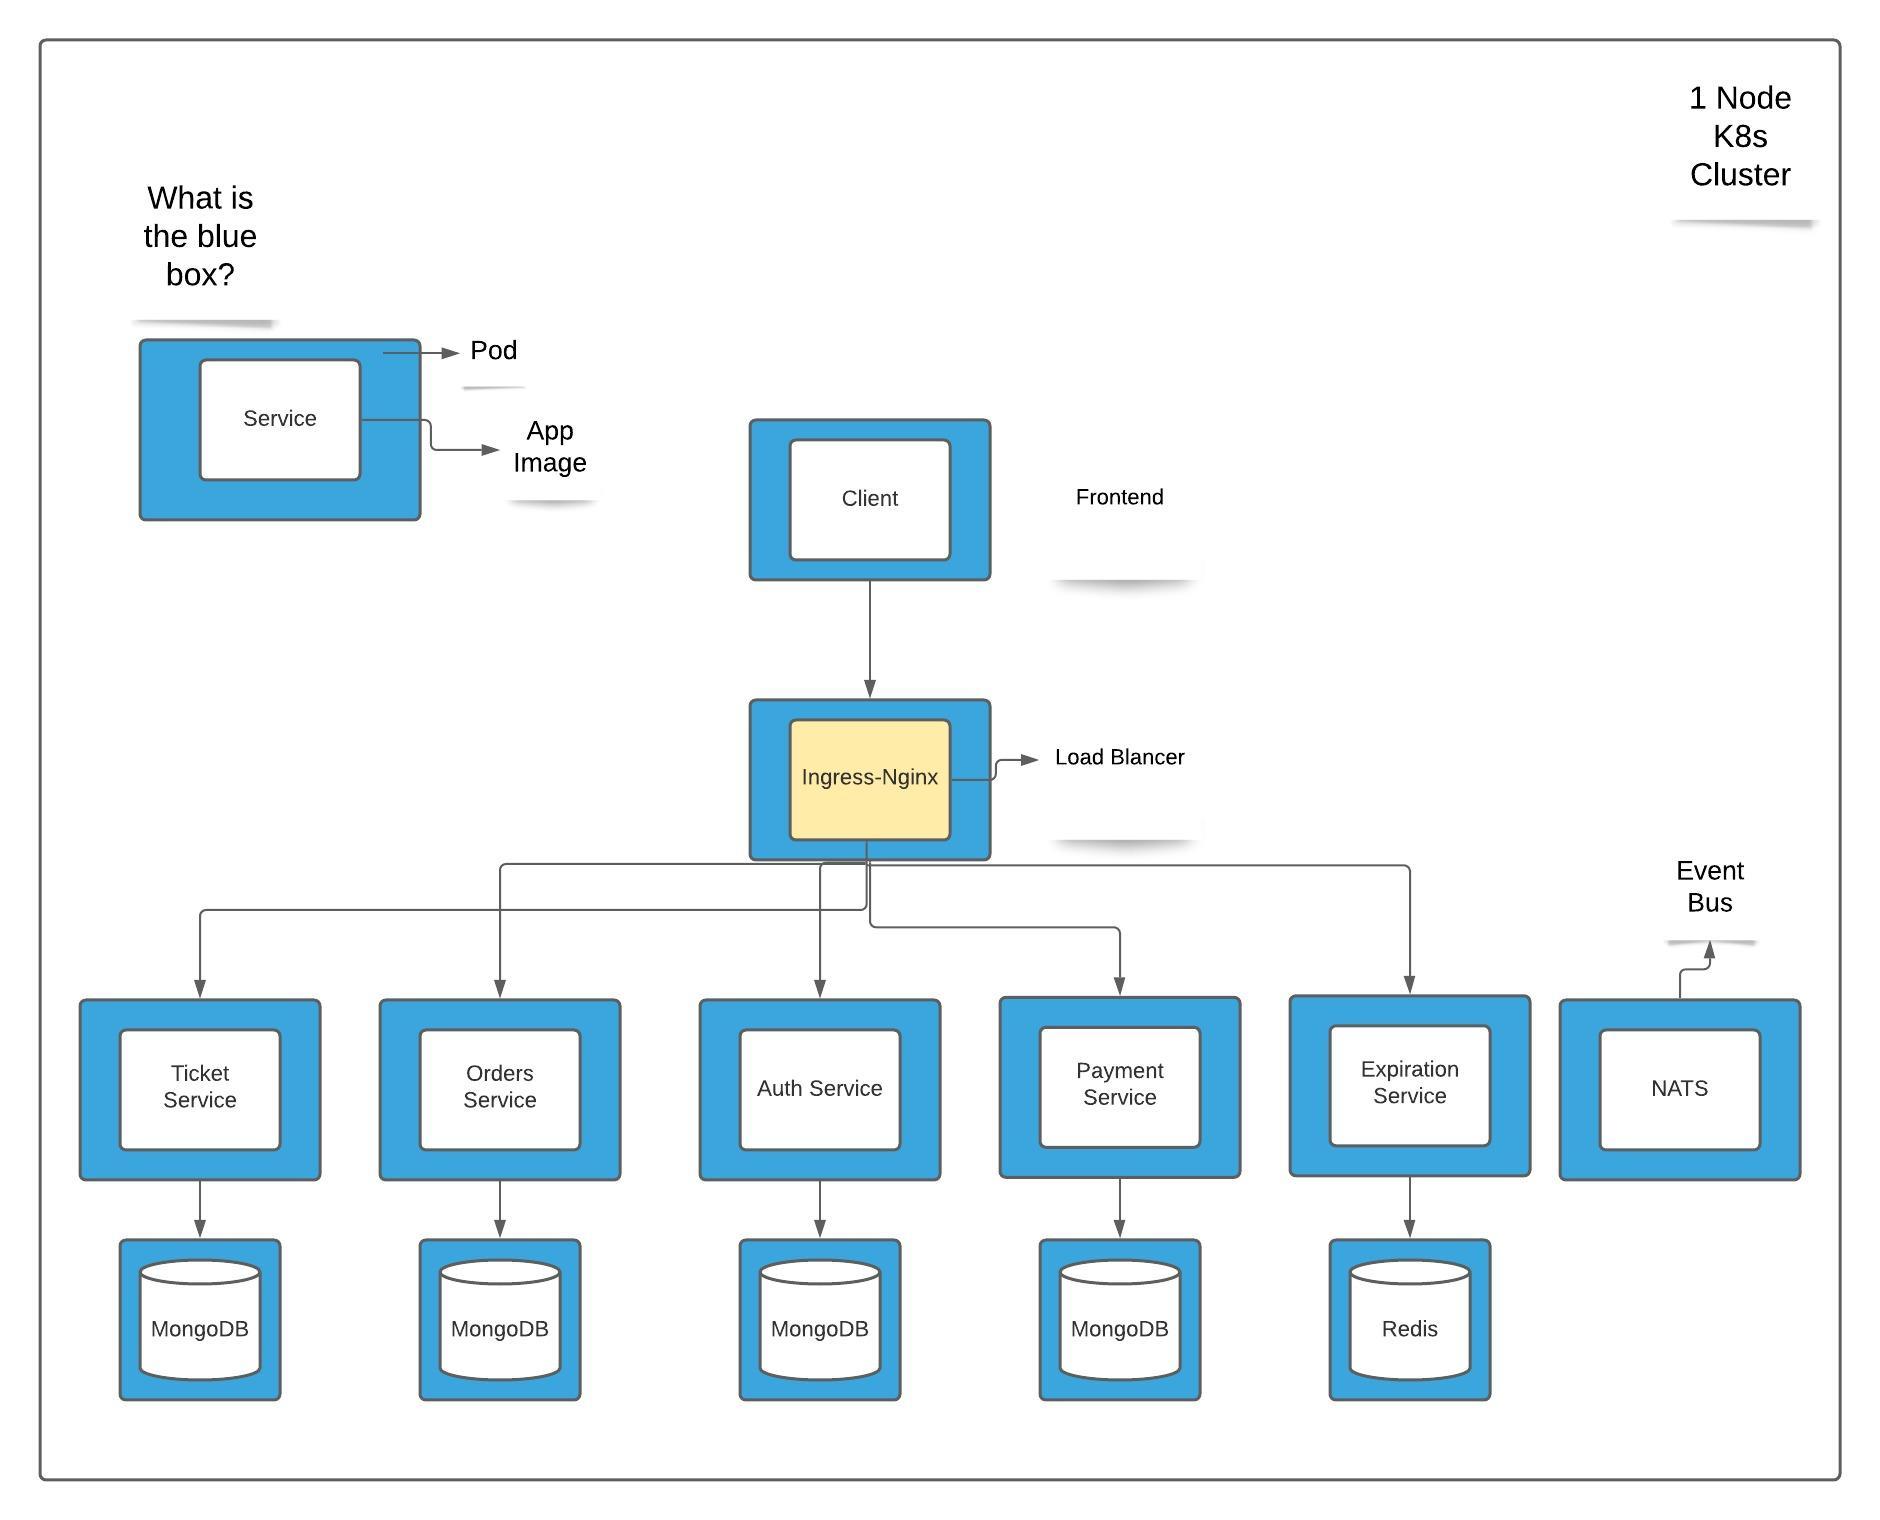 1 Node
K8s
Cluster
What is
the blue
box?
Pod
Service
App
Image
Client
Frontend
Ingress-Nginx
Load Blancer
Event
Bus
Ticket
Service
Orders
Service
Auth Service
Payment
Service
Expiration
Service
NATS
MongoDB
MongoDB
MongoDB
MongoDB
Redis